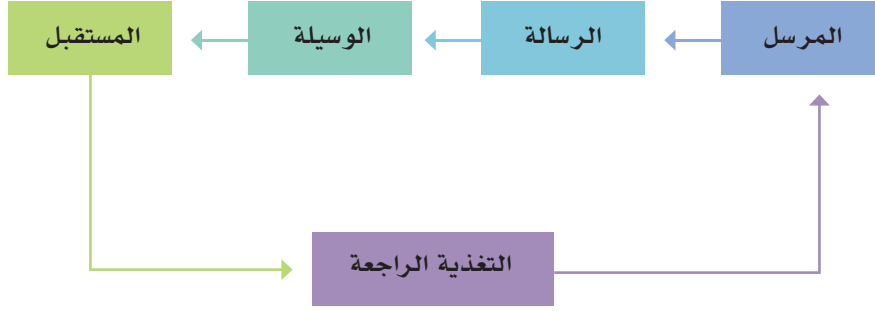 المرسل
الرسالة
الوسيلة
المستقبل
التغذية الراجعة